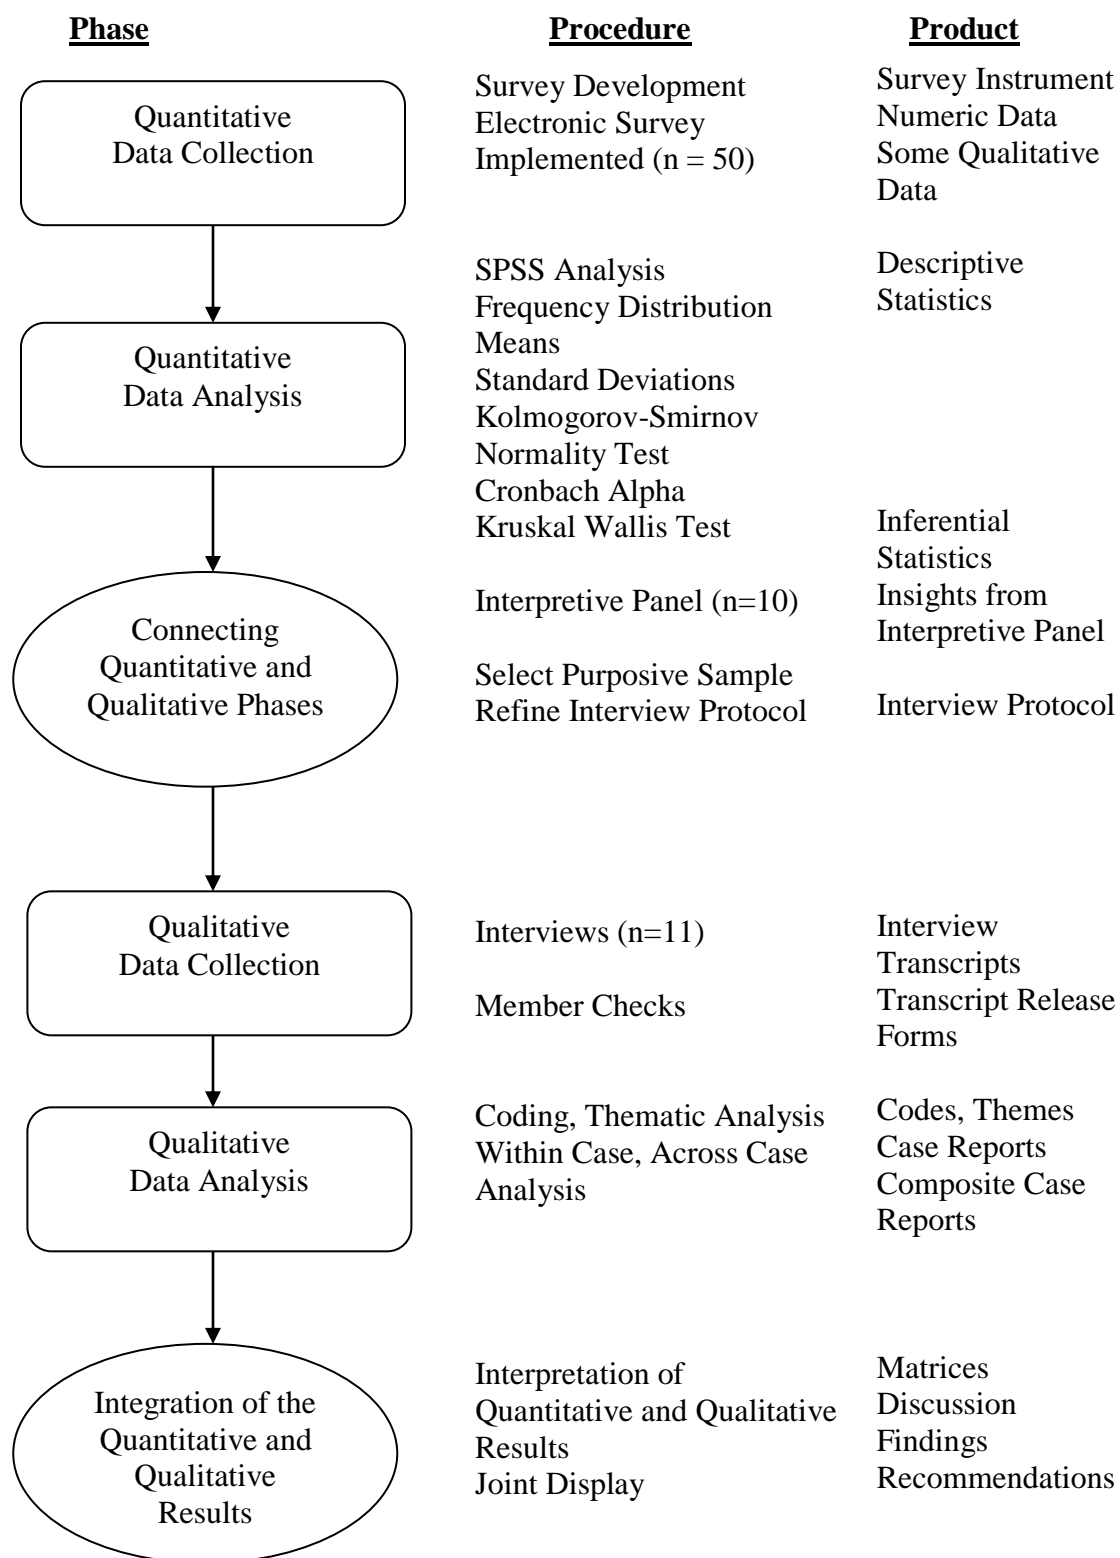 Phase
Procedure
Product
Quantitative
Data Collection
Survey Development
Electronic Survey
Implemented (n = 50)
Survey Instrument
Numeric Data
Some Qualitative
Data
Quantitative
Data Analysis
SPSS Analysis
Frequency Distribution
Means
Standard Deviations
Kolmogorov-Smirnov
Normality Test
Cronbach Alpha
Kruskal Wallis Test
Descriptive
Statistics
Inferential
Statistics
Connecting
Quantitative and
Qualitative Phases
Interpretive Panel (n=10)
Select Purposive Sample
Refine Interview Protocol
Insights from
Interpretive Panel
Interview Protocol
Qualitative
Data Collection
Interviews (n=11)
Member Checks
Interview
Transcripts
Transcript Release
Forms
Qualitative
Data Analysis
Coding, Thematic Analysis
Within Case, Across Case
Analysis
Codes, Themes
Case Reports
Composite Case
Reports
Integration of the
Quantitative and
Qualitative
Results
Interpretation of
Quantitative and Qualitative
Results
Joint Display
Matrices
Discussion
Findings
Recommendations